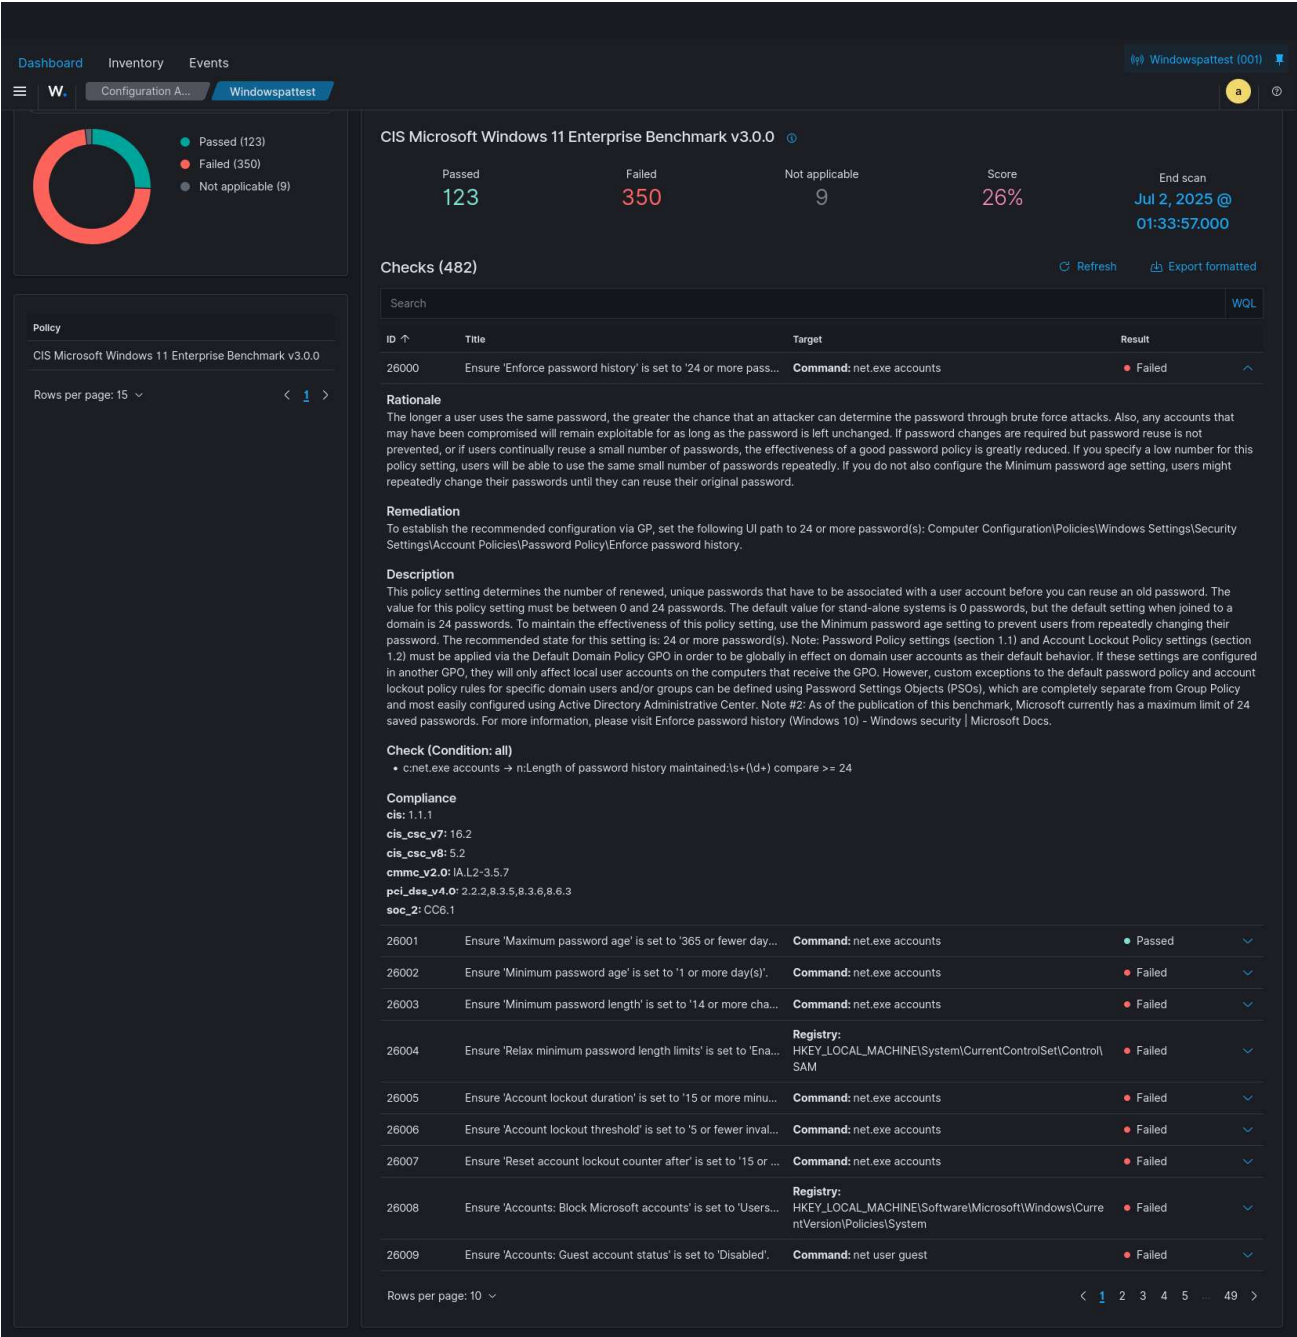 Dashboard Inventory Events Windowspattest (001)
W. Configuration A... Windowspattest a
Passed (123)
Failed (350)
Not applicable (9)
Policy
CIS Microsoft Windows 11 Enterprise Benchmark v3.0.0
Rows per page: 15 < 1 >
CIS Microsoft Windows 11 Enterprise Benchmark v3.0.0
Passed Failed Not applicable Score End scan
123 350 9 26% Jul 2, 2025 @
01:33:57.000
Checks (482) Refresh Export formatted
Search WQL
ID ↑ Title Target Result
26000 Ensure 'Enforce password history' is set to '24 or more pass... Command: net.exe accounts Failed
Rationale
The longer a user uses the same password, the greater the chance that an attacker can determine the password through brute force attacks. Also, any accounts that
may have been compromised will remain exploitable for as long as the password is left unchanged. If password changes are required but password reuse is not
prevented, or if users continually reuse a small number of passwords, the effectiveness of a good password policy is greatly reduced. If you specify a low number for this
policy setting, users will be able to use the same small number of passwords repeatedly. If you do not also configure the Minimum password age setting, users might
repeatedly change their passwords until they can reuse their original password.
Remediation
To establish the recommended configuration via GP, set the following UI path to 24 or more password(s): Computer Configuration\Policies\Windows Settings\Security
Settings\Account Policies\Password Policy\Enforce password history.
Description
This policy setting determines the number of renewed, unique passwords that have to be associated with a user account before you can reuse an old password. The
value for this policy setting must be between 0 and 24 passwords. The default value for stand-alone systems is 0 passwords, but the default setting when joined to a
domain is 24 passwords. To maintain the effectiveness of this policy setting, use the Minimum password age setting to prevent users from repeatedly changing their
password. The recommended state for this setting is: 24 or more password(s). Note: Password Policy settings (section 1.1) and Account Lockout Policy settings (section
1.2) must be applied via the Default Domain Policy GPO in order to be globally in effect on domain user accounts as their default behavior. If these settings are configured
in another GPO, they will only affect local user accounts on the computers that receive the GPO. However, custom exceptions to the default password policy and account
lockout policy rules for specific domain users and/or groups can be defined using Password Settings Objects (PSOs), which are completely separate from Group Policy
and most easily configured using Active Directory Administrative Center. Note #2: As of the publication of this benchmark, Microsoft currently has a maximum limit of 24
saved passwords. For more information, please visit Enforce password history (Windows 10) - Windows security | Microsoft Docs.
Check (Condition: all)
• c:net.exe accounts → n:Length of password history maintained:\s+(\d+) compare >= 24
Compliance
cis: 1.1.1
cis_csc_v7: 16.2
cis_csc_v8: 5.2
cmmc_v2.0: IA.L2-3.5.7
pci_dss_v4.0: 2.2.2,8.3.5,8.3.6,8.6.3
soc_2: CC6.1
26001 Ensure 'Maximum password age' is set to '365 or fewer day... Command: net.exe accounts Passed
26002 Ensure 'Minimum password age' is set to '1 or more day(s)'. Command: net.exe accounts Failed
26003 Ensure 'Minimum password length' is set to '14 or more cha... Command: net.exe accounts Failed
Registry:
26004 Ensure 'Relax minimum password length limits' is set to 'Ena... HKEY_LOCAL_MACHINE\System\CurrentControlSet\Control\ Failed
SAM
26005 Ensure 'Account lockout duration' is set to '15 or more minu... Command: net.exe accounts Failed
26006 Ensure 'Account lockout threshold' is set to '5 or fewer inval... Command: net.exe accounts Failed
26007 Ensure 'Reset account lockout counter after' is set to '15 or ... Command: net.exe accounts Failed
Registry:
26008 Ensure 'Accounts: Block Microsoft accounts' is set to 'Users... HKEY_LOCAL_MACHINE\Software\Microsoft\Windows\Curre Failed
ntVersion\Policies\System
26009 Ensure 'Accounts: Guest account status' is set to 'Disabled'. Command: net user guest Failed
Rows per page: 10 < 1 2 3 4 5 ... 49 >